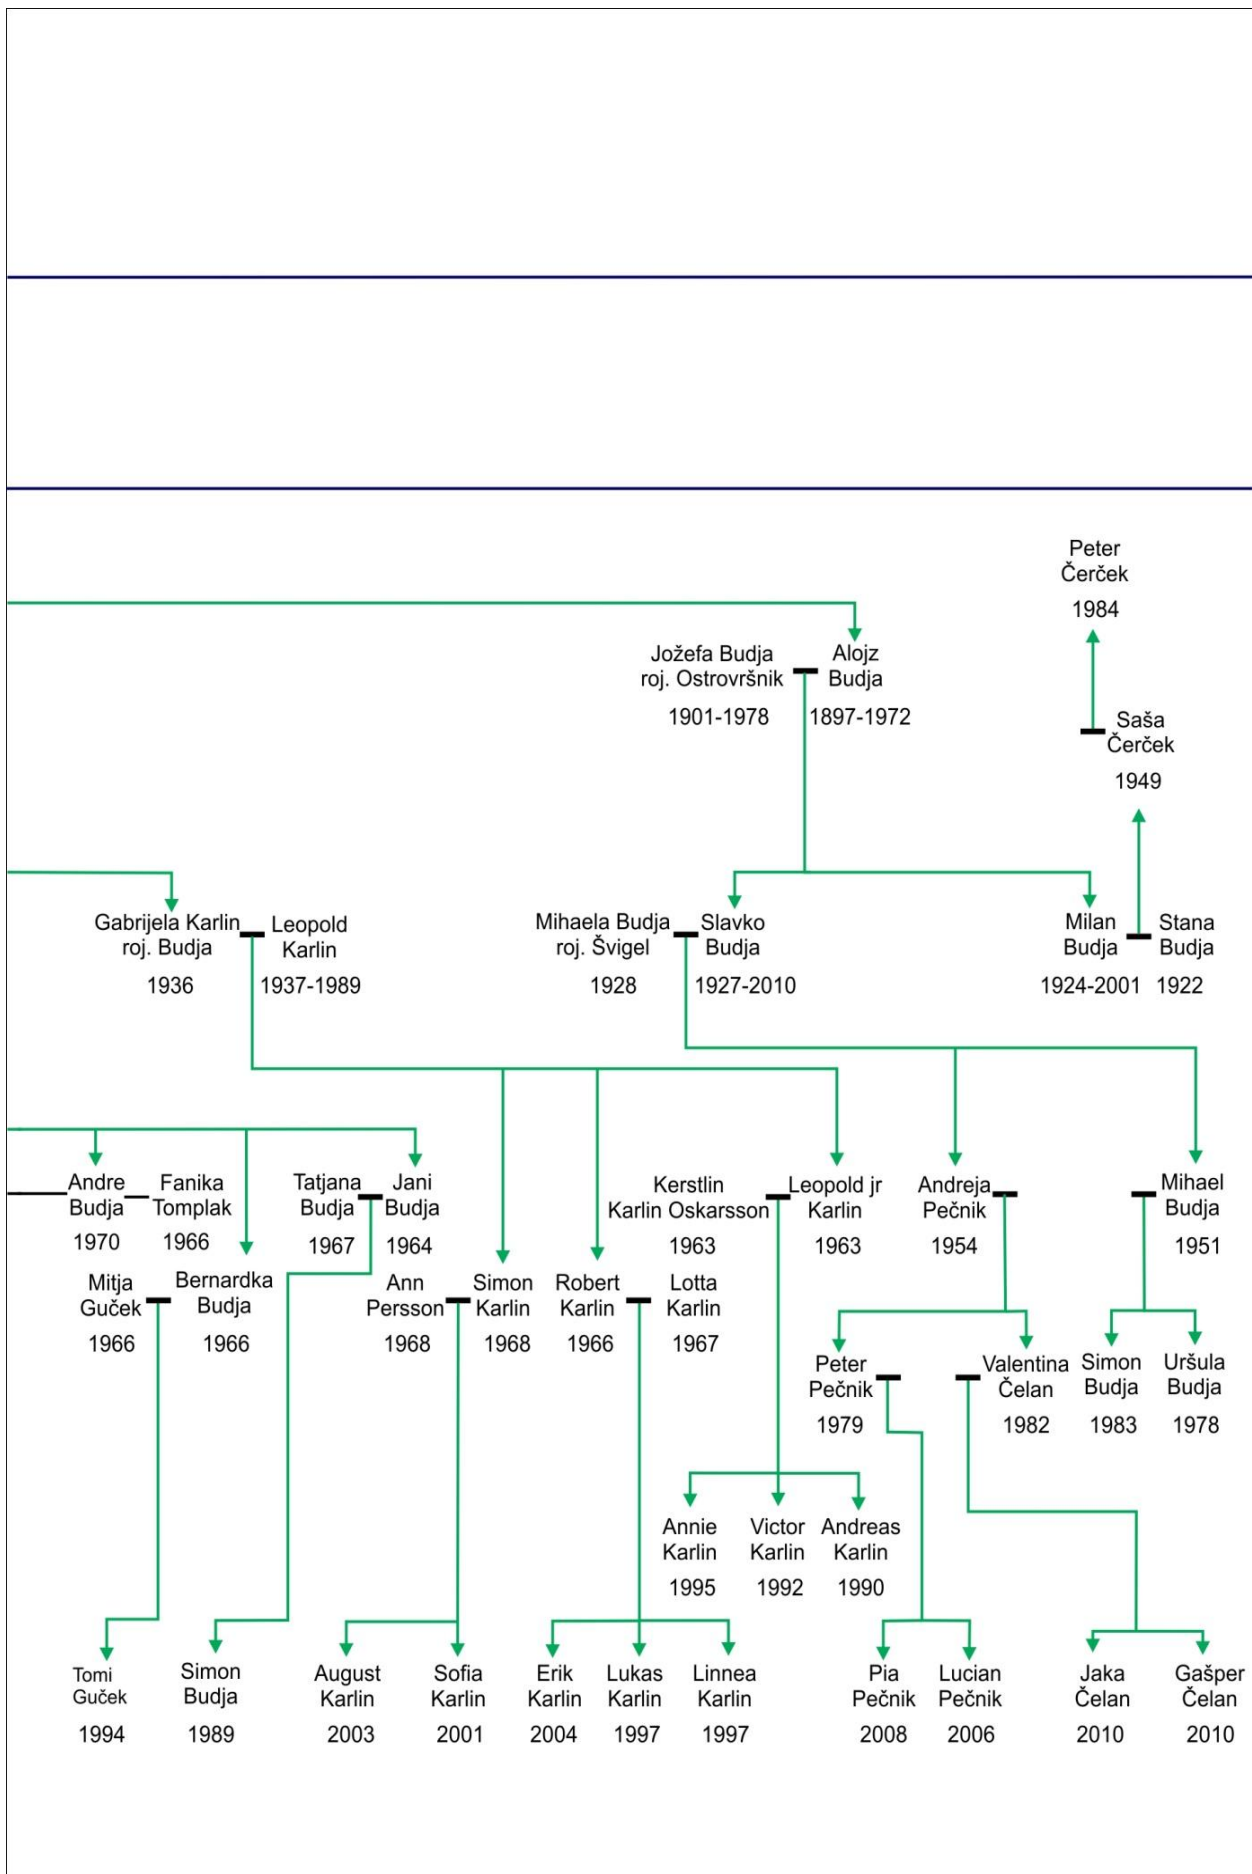 Peter
Čerček
1984
Jožefa Budja
roj. Ostrovršnik
1901-1978
Alojz
Budja
1897-1972
Saša
Čerček
1949
Gabrijela Karlin
roj. Budja
1936
Leopold
Karlin
1937-1989
Mihaela Budja
roj. Švigel
1928
Slavko
Budja
1927-2010
Milan
Budja
1924-2001
Stana
Budja
1922
Andre
Budja
1970
Fanika
Tomplak
1966
Tatjana
Budja
1967
Jani
Budja
1964
Kerstlin
Karlin Oskarsson
1963
Leopold jr
Karlin
1963
Andreja
Pečnik
1954
Mihael
Budja
1951
Mitja
Guček
1966
Bernardka
Budja
1966
Ann
Persson
1968
Simon
Karlin
1968
Robert
Karlin
1966
Lotta
Karlin
1967
Peter
Pečnik
1979
Valentina
Čelan
1982
Simon
Budja
1983
Uršula
Budja
1978
Annie
Karlin
1995
Victor
Karlin
1992
Andreas
Karlin
1990
Tomi
Guček
1994
Simon
Budja
1989
August
Karlin
2003
Sofia
Karlin
2001
Erik
Karlin
2004
Lukas
Karlin
1997
Linnea
Karlin
1997
Pia
Pečnik
2008
Lucian
Pečnik
2006
Jaka
Čelan
2010
Gašper
Čelan
2010